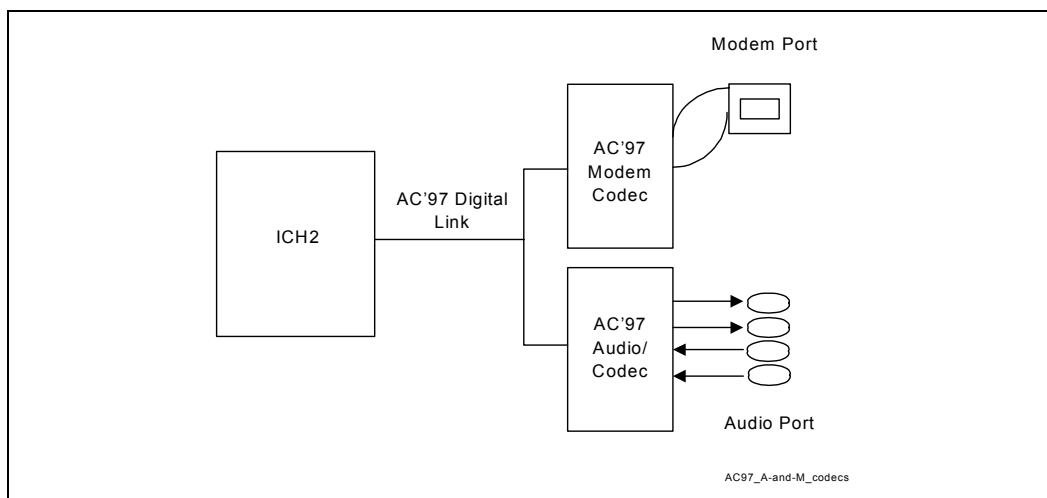 Modem Port
AC'97
Modem
Codec
AC'97 Digital
Link
ICH2
AC'97
Audio/
Codec
Audio Port
AC97_A-and-M_codecs